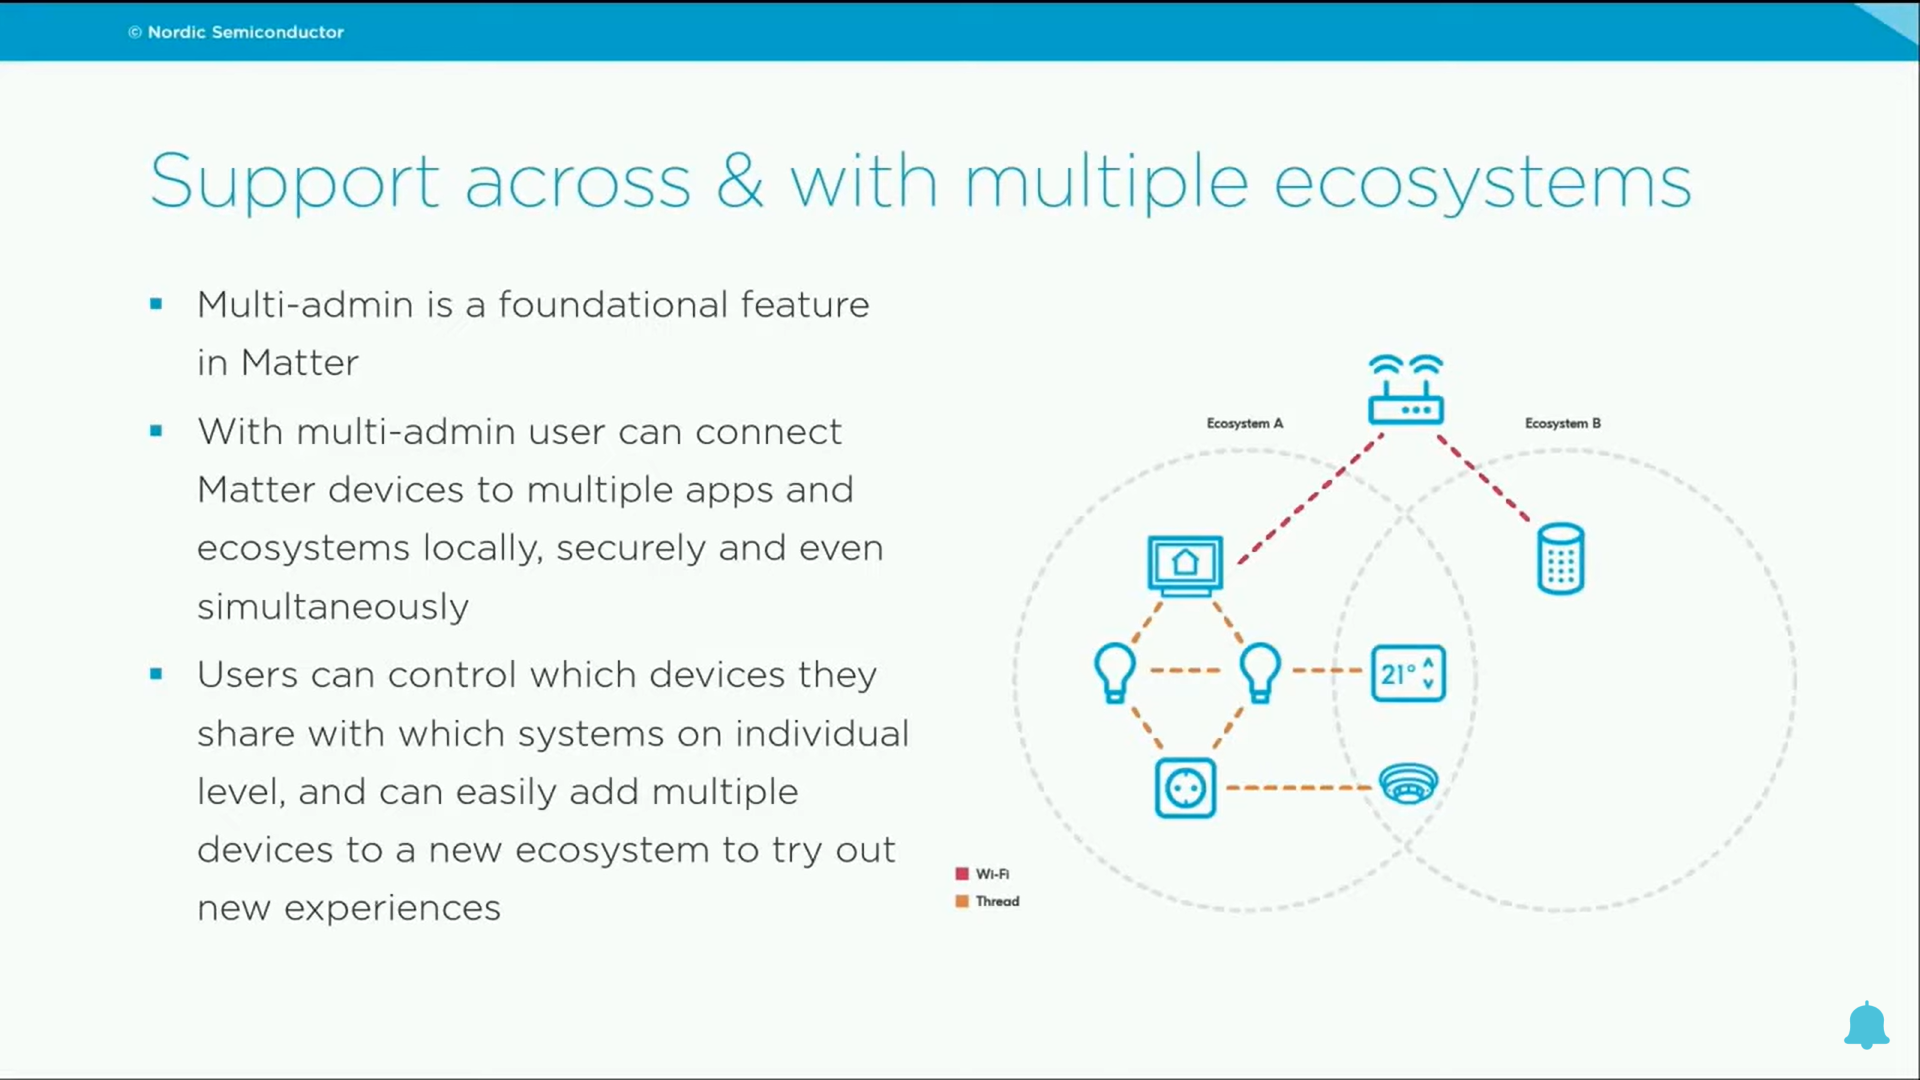 © Nordic Semiconductor
Support across & with multiple ecosystems
Multi-admin is a foundational feature
in Matter
With multi-admin user can connect
Matter devices to multiple apps and
ecosystems locally, securely and even
simultaneously
Users can control which devices they
share with which systems on individual
level, and can easily add multiple
devices to a new ecosystem to try out
new experiences
Ecosystem A
Ecosystem B
21°
Wi-Fi
Thread